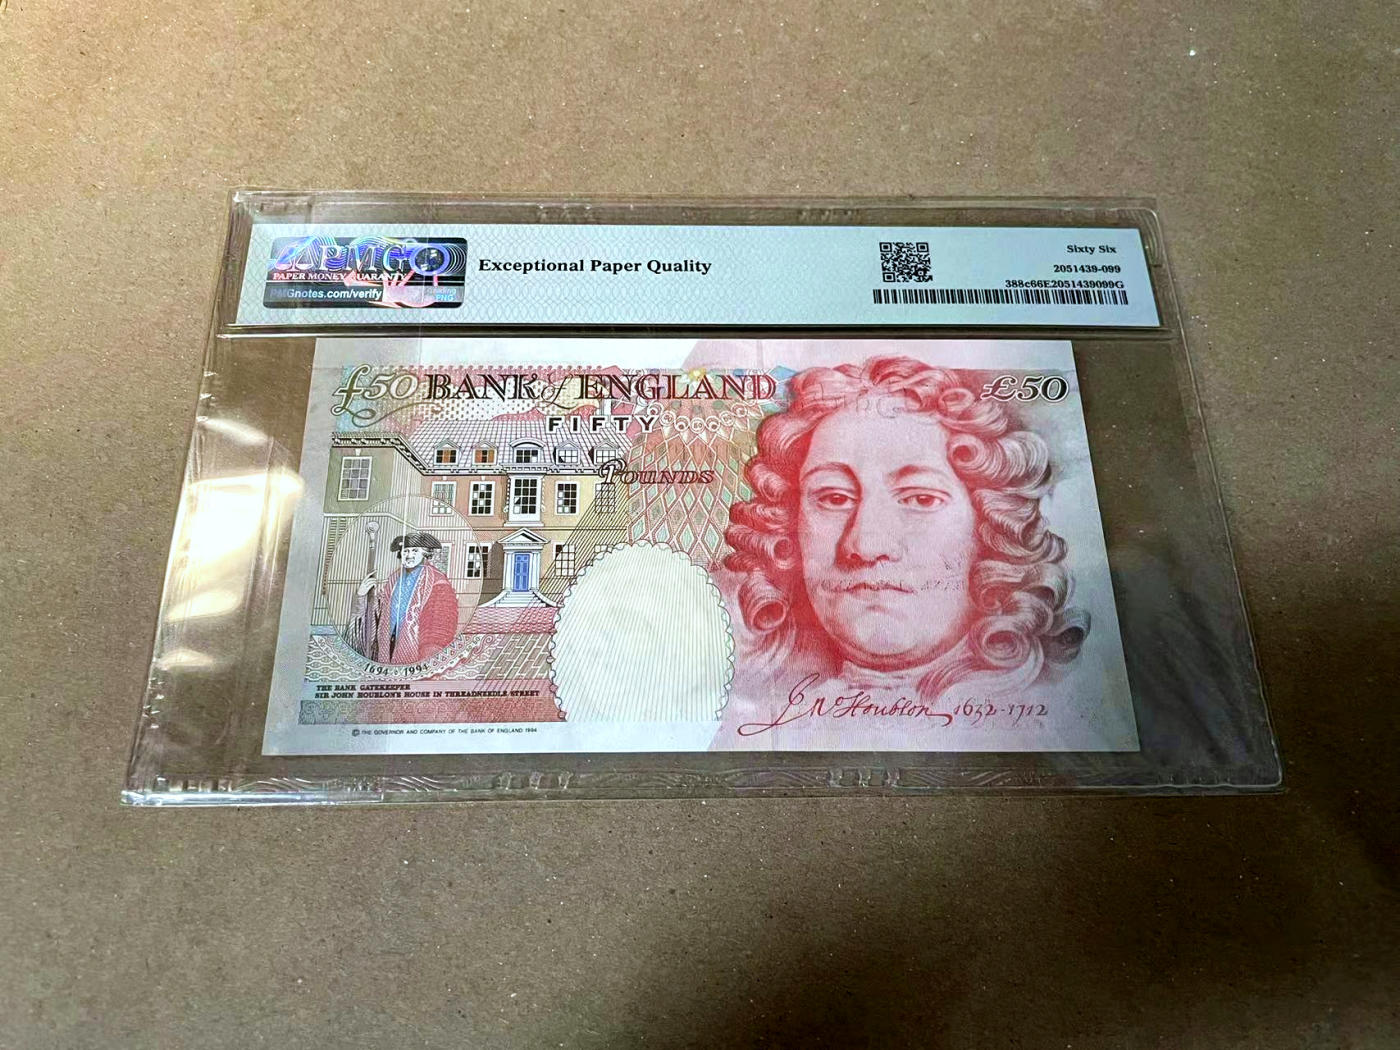 PMG
PAPER MONEY GUARANTY
PMGnotes.com/verify
Exceptional Paper Quality
Sixty Six
2051439-099
388c66E2051439099G
£50 BANK of ENGLAND £50
FIFTY
POUNDS
1694 · 1994
THE BANK GATEKEEPER
SIR JOHN HOUBLON'S HOUSE IN THREADNEEDLE STREET
© THE GOVERNOR AND COMPANY OF THE BANK OF ENGLAND 1994
Jn° Houblon 1632-1712